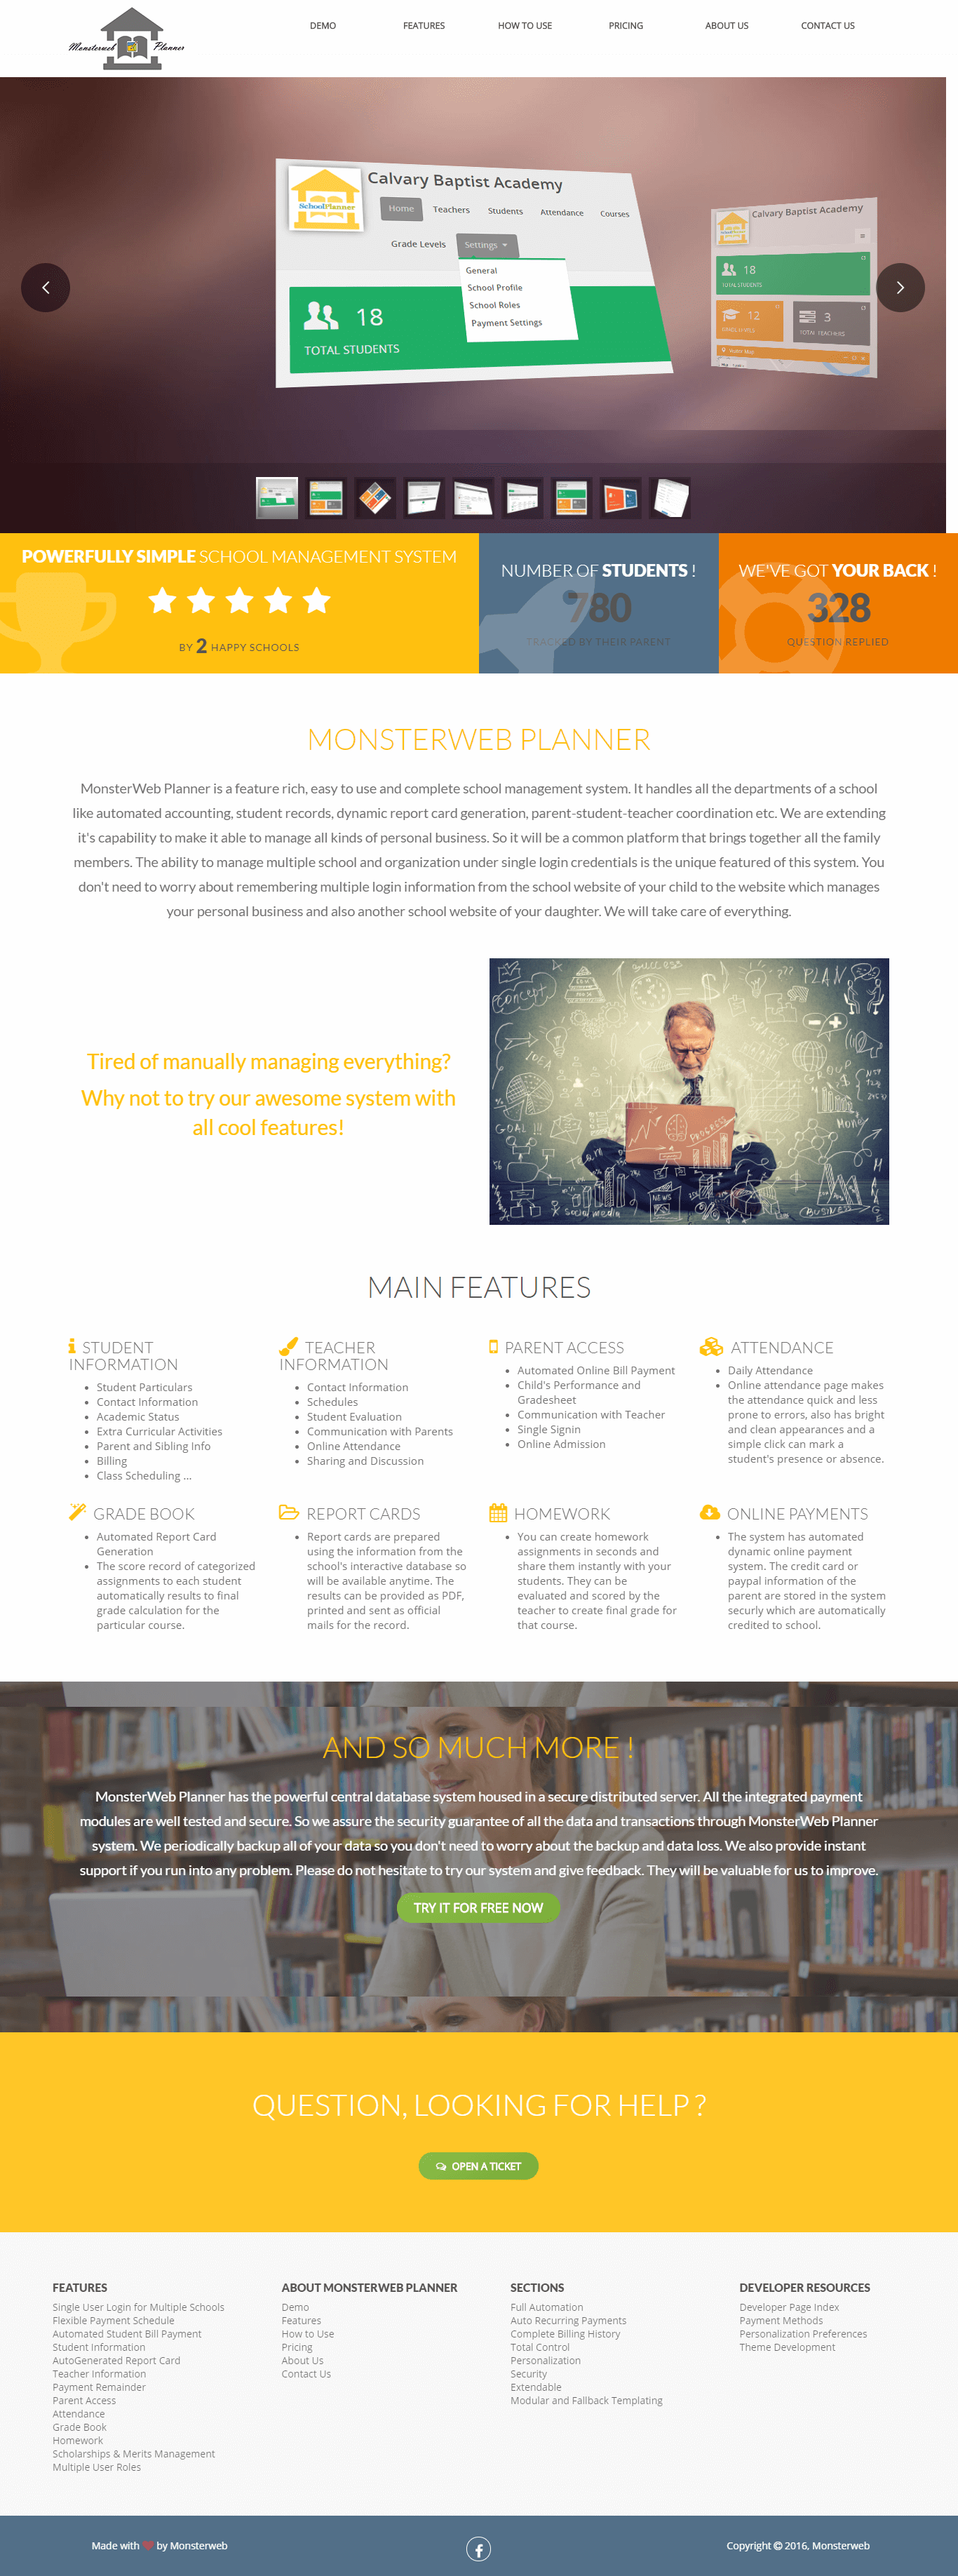 Monsterweb Planner
DEMO
FEATURES
HOW TO USE
PRICING
ABOUT US
CONTACT US
SchoolPlanner
Calvary Baptist Academy
Home
Teachers
Students
Attendance
Courses
Grade Levels
Settings
General
School Profile
School Roles
Payment Settings
18
TOTAL STUDENTS
Calvary Baptist Academy
18
TOTAL STUDENTS
12
3
TOTAL TEACHERS
POWERFULLY SIMPLE SCHOOL MANAGEMENT SYSTEM
BY 2 HAPPY SCHOOLS
NUMBER OF STUDENTS !
780
TRACKED BY THEIR PARENT
WE'VE GOT YOUR BACK !
328
QUESTION REPLIED
MONSTERWEB PLANNER
MonsterWeb Planner is a feature rich, easy to use and complete school management system. It handles all the departments of a school
like automated accounting, student records, dynamic report card generation, parent-student-teacher coordination etc. We are extending
it's capability to make it able to manage all kinds of personal business. So it will be a common platform that brings together all the family
members. The ability to manage multiple school and organization under single login credentials is the unique featured of this system. You
don't need to worry about remembering multiple login information from the school website of your child to the website which manages
your personal business and also another school website of your daughter. We will take care of everything.
Tired of manually managing everything?
Why not to try our awesome system with
all cool features!
concept
PLAN
QUICK
IDEA
GOAL !!!
PROGRESS
MORE!
NEWS
social media
BUSINESS
MAIN FEATURES
STUDENT
INFORMATION
• Student Particulars
• Contact Information
• Academic Status
• Extra Curricular Activities
• Parent and Sibling Info
• Billing
• Class Scheduling ...
TEACHER
INFORMATION
• Contact Information
• Schedules
• Student Evaluation
• Communication with Parents
• Online Attendance
• Sharing and Discussion
PARENT ACCESS
• Automated Online Bill Payment
• Child's Performance and
Gradesheet
• Communication with Teacher
• Single Signin
• Online Admission
ATTENDANCE
• Daily Attendance
• Online attendance page makes
the attendance quick and less
prone to errors, also has bright
and clean appearances and a
simple click can mark a
student's presence or absence.
GRADE BOOK
• Automated Report Card
Generation
• The score record of categorized
assignments to each student
automatically results to final
grade calculation for the
particular course.
REPORT CARDS
• Report cards are prepared
using the information from the
school's interactive database so
will be available anytime. The
results can be provided as PDF,
printed and sent as official
mails for the record.
HOMEWORK
• You can create homework
assignments in seconds and
share them instantly with your
students. They can be
evaluated and scored by the
teacher to create final grade for
that course.
ONLINE PAYMENTS
• The system has automated
dynamic online payment
system. The credit card or
paypal information of the
parent are stored in the system
securly which are automatically
credited to school.
AND SO MUCH MORE !
MonsterWeb Planner has the powerful central database system housed in a secure distributed server. All the integrated payment
modules are well tested and secure. So we assure the security guarantee of all the data and transactions through MonsterWeb Planner
system. We periodically backup all of your data so you don't need to worry about the backup and data loss. We also provide instant
support if you run into any problem. Please do not hesitate to try our system and give feedback. They will be valuable for us to improve.
TRY IT FOR FREE NOW
QUESTION, LOOKING FOR HELP ?
OPEN A TICKET
FEATURES
Single User Login for Multiple Schools
Flexible Payment Schedule
Automated Student Bill Payment
Student Information
AutoGenerated Report Card
Teacher Information
Payment Remainder
Parent Access
Attendance
Grade Book
Homework
Scholarships & Merits Management
Multiple User Roles
ABOUT MONSTERWEB PLANNER
Demo
Features
How to Use
Pricing
About Us
Contact Us
SECTIONS
Full Automation
Auto Recurring Payments
Complete Billing History
Total Control
Personalization
Security
Extendable
Modular and Fallback Templating
DEVELOPER RESOURCES
Developer Page Index
Payment Methods
Personalization Preferences
Theme Development
Made with ♥ by Monsterweb
Copyright © 2016, Monsterweb